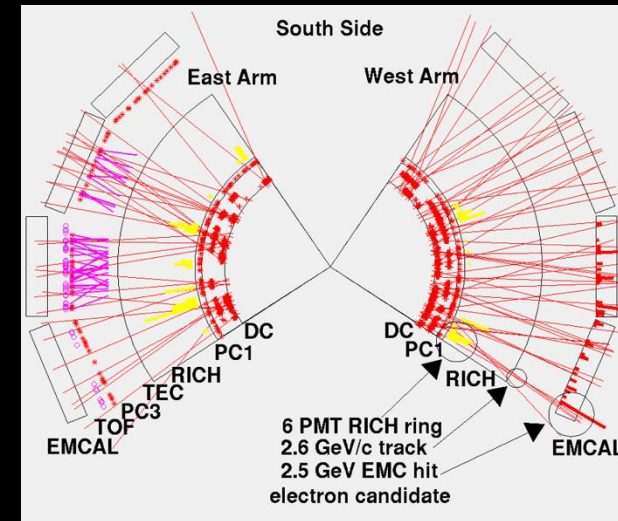 South Side
East Arm
West Arm
DC
PC1
RICH
TEC
PC3
TOF
EMCAL
DC
PC1
RICH
EMCAL
6 PMT RICH ring
2.6 GeV/c track
2.5 GeV EMC hit
electron candidate